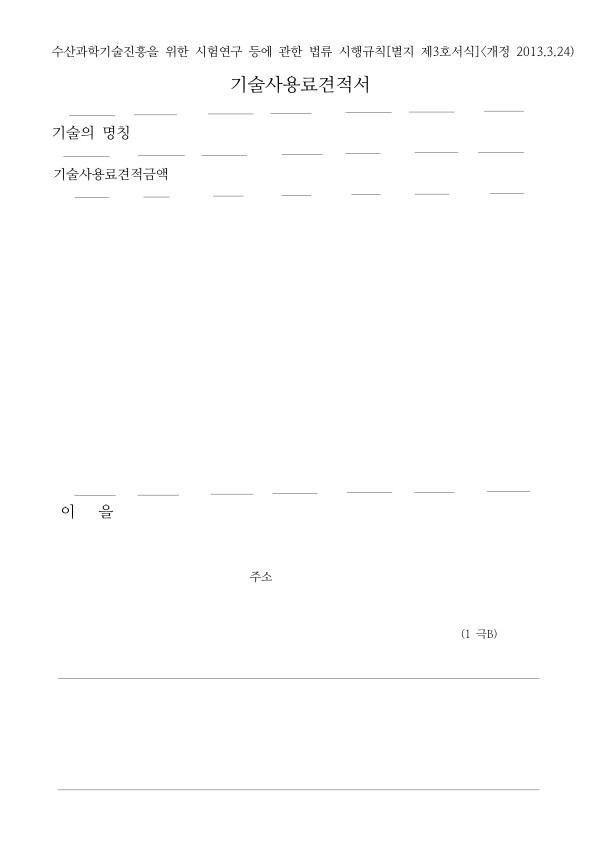 수산과학기술진흥을 위한 시험연구 등에 관한 법류 시행규칙[별지 제3호서식]<개정 2013.3.24)
기술사용료견적서
기술의 명칭
기술사용료견적금액
이 을
주소
(1 극B)